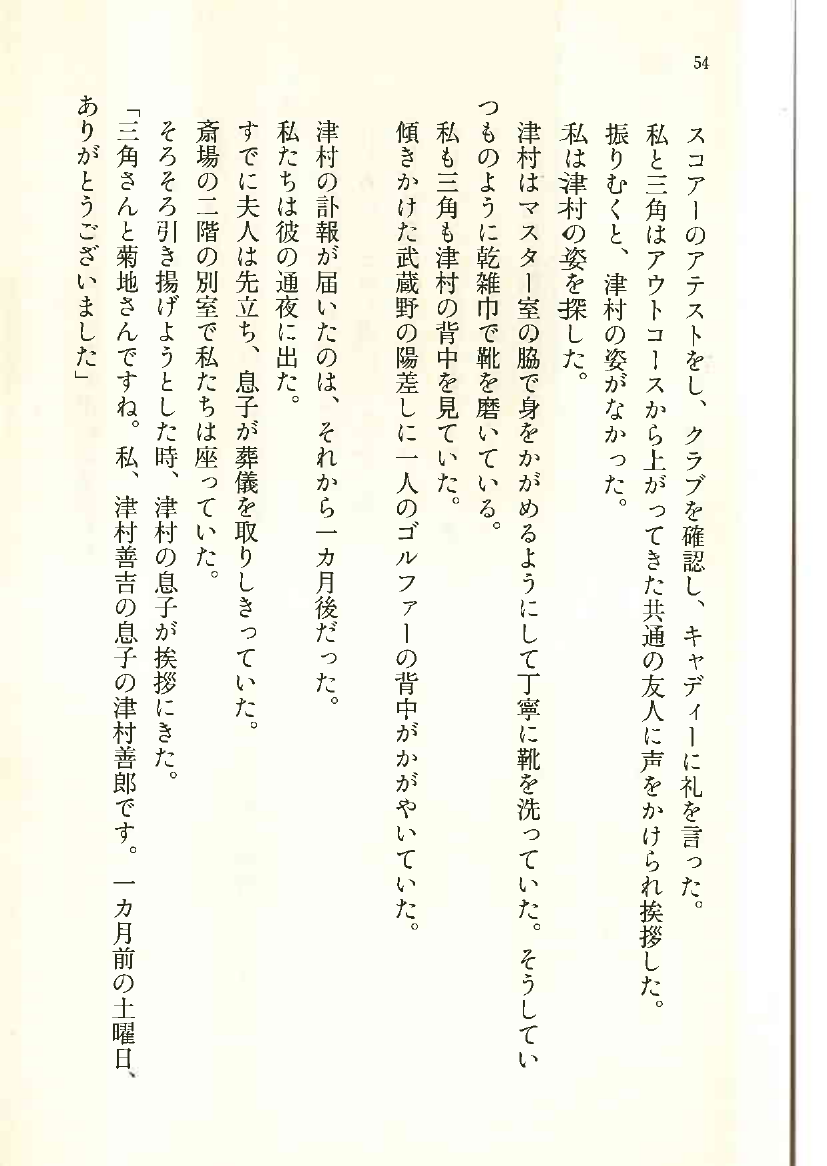 54
スコアーのアテストをし、クラブを確認し、キャディーに礼を言った。
私と三角はアウトコースから上がってきた共通の友人に声をかけられ挨拶した。
振りむくと、津村の姿がなかった。
私は津村の姿を探した。
津村はマスター室の脇で身をかがめるようにして丁寧に靴を洗っていた。そうしてい
つものように乾雑巾で靴を磨いている。
私も三角も津村の背中を見ていた。
傾きかけた武蔵野の陽差しに一人のゴルファーの背中がかがやいていた。
津村の訃報が届いたのは、それから一カ月後だった。
私たちは彼の通夜に出た。
すでに夫人は先立ち、息子が葬儀を取りしきっていた。
斎場の二階の別室で私たちは座っていた。
そろそろ引き揚げようとした時、津村の息子が挨拶にきた。
「三角さんと菊地さんですね。私、津村善吉の息子の津村善郎です。一カ月前の土曜日、
ありがとうございました」